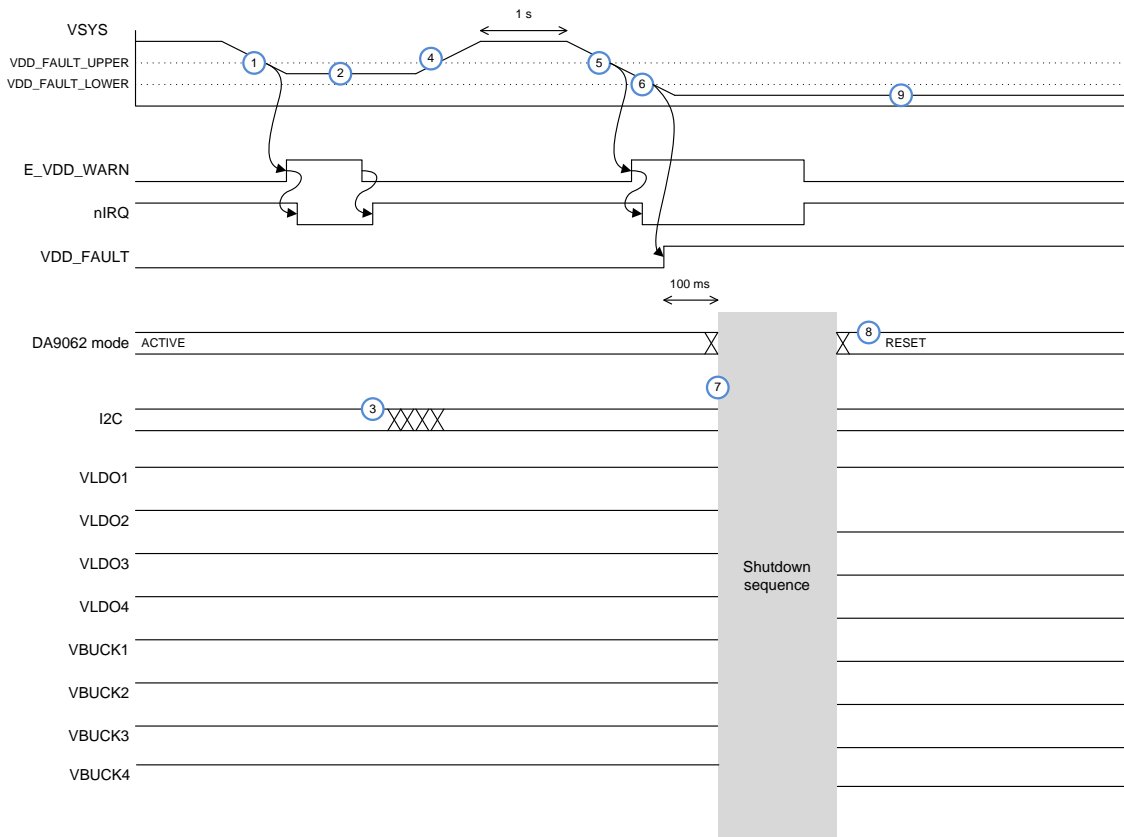 1 s
VSYS
4
VDD_FAULT_UPPER
1
5
2
VDD_FAULT_LOWER
6
9
E_VDD_WARN
nIRQ
VDD_FAULT
100 ms
8
DA9062 mode
ACTIVE
RESET
7
3
I2C
VLDO1
VLDO2
VLDO3
Shutdown
sequence
VLDO4
VBUCK1
VBUCK2
VBUCK3
VBUCK4